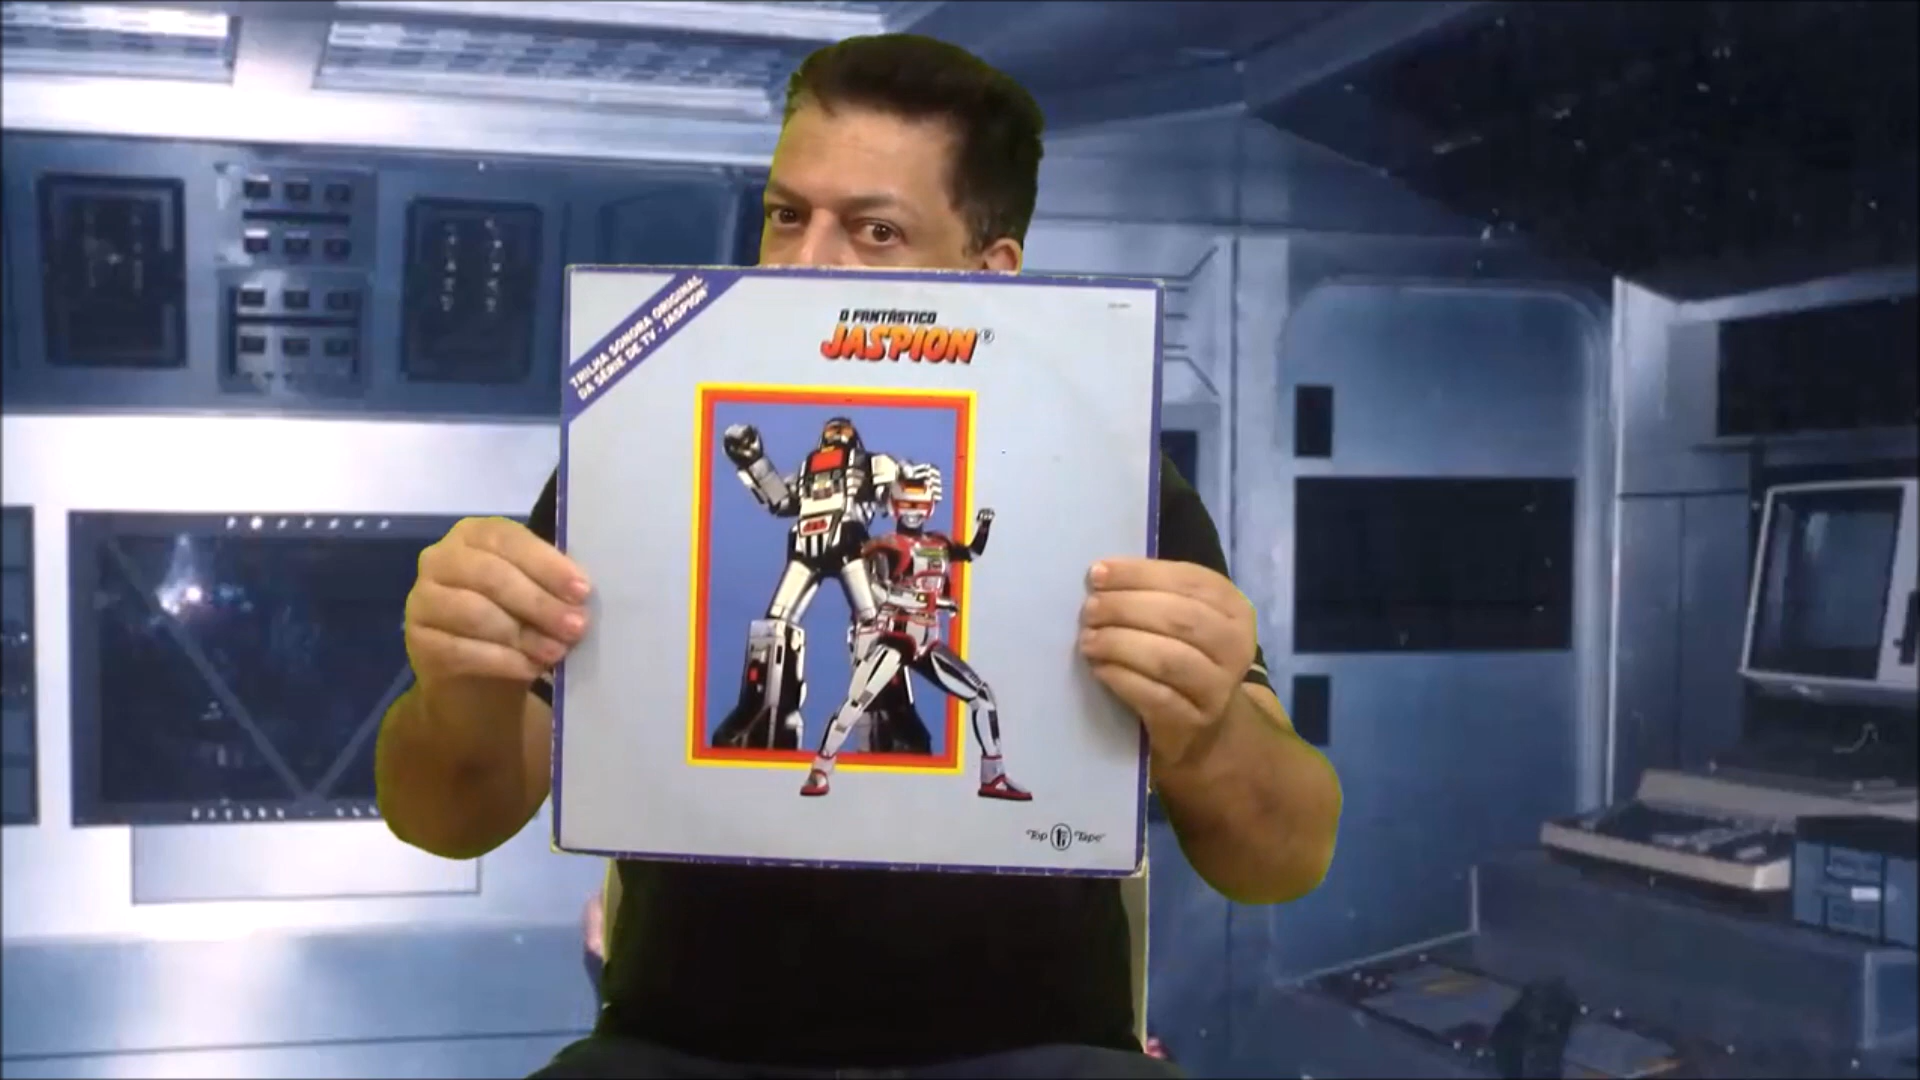 TRILHA SONORA ORIGINAL
DA SÉRIE DE TV - JASPION
O FANTÁSTICO
JASPION®
Top Tape